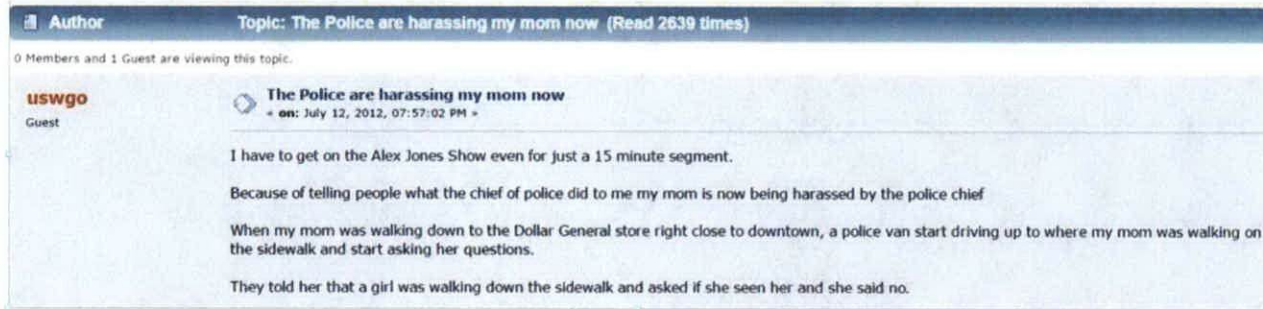 Author Topic: The Police are harassing my mom now (Read 2639 times)
0 Members and 1 Guest are viewing this topic.
uswgo
Guest
The Police are harassing my mom now
« on: July 12, 2012, 07:57:02 PM »
I have to get on the Alex Jones Show even for just a 15 minute segment.
Because of telling people what the chief of police did to me my mom is now being harassed by the police chief
When my mom was walking down to the Dollar General store right close to downtown, a police van start driving up to where my mom was walking on
the sidewalk and start asking her questions.
They told her that a girl was walking down the sidewalk and asked if she seen her and she said no.